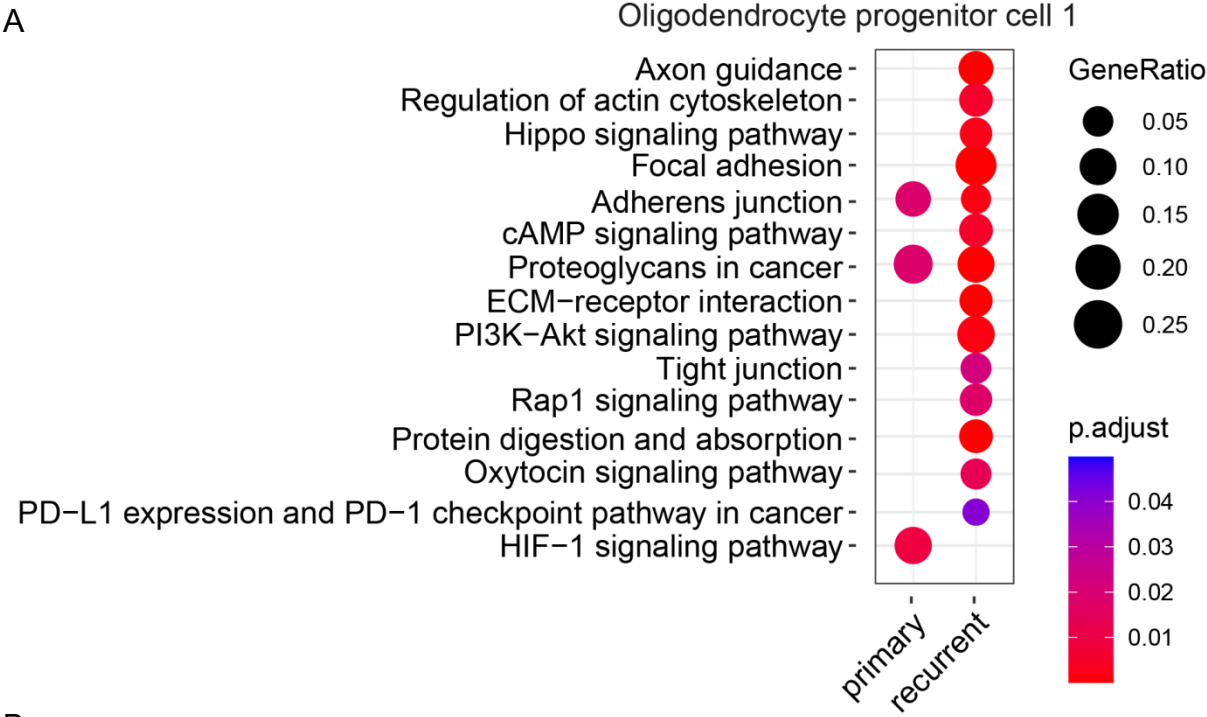 A
Oligodendrocyte progenitor cell 1
Axon guidance
Regulation of actin cytoskeleton
Hippo signaling pathway
Focal adhesion
Adherens junction
cAMP signaling pathway
Proteoglycans in cancer
ECM−receptor interaction
PI3K−Akt signaling pathway
Tight junction
Rap1 signaling pathway
Protein digestion and absorption
Oxytocin signaling pathway
PD−L1 expression and PD−1 checkpoint pathway in cancer
HIF−1 signaling pathway
primary
recurrent
GeneRatio
0.05
0.10
0.15
0.20
0.25
p.adjust
0.04
0.03
0.02
0.01